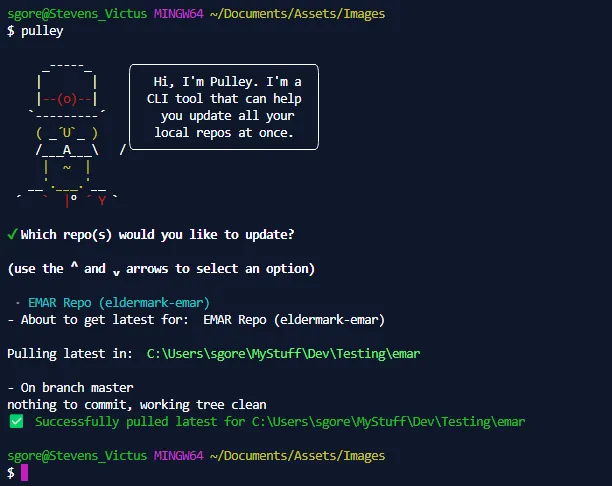 sgore@Stevens_Victus MINGW64 ~/Documents/Assets/Images
$ pulley
Hi, I'm Pulley. I'm a
CLI tool that can help
you update all your
local repos at once.
✔ Which repo(s) would you like to update?
(use the ^ and v arrows to select an option)
· EMAR Repo (eldermark-emar)
- About to get latest for:  EMAR Repo (eldermark-emar)
Pulling latest in:  C:\Users\sgore\MyStuff\Dev\Testing\emar
- On branch master
nothing to commit, working tree clean
✅ Successfully pulled latest for C:\Users\sgore\MyStuff\Dev\Testing\emar
sgore@Stevens_Victus MINGW64 ~/Documents/Assets/Images
$